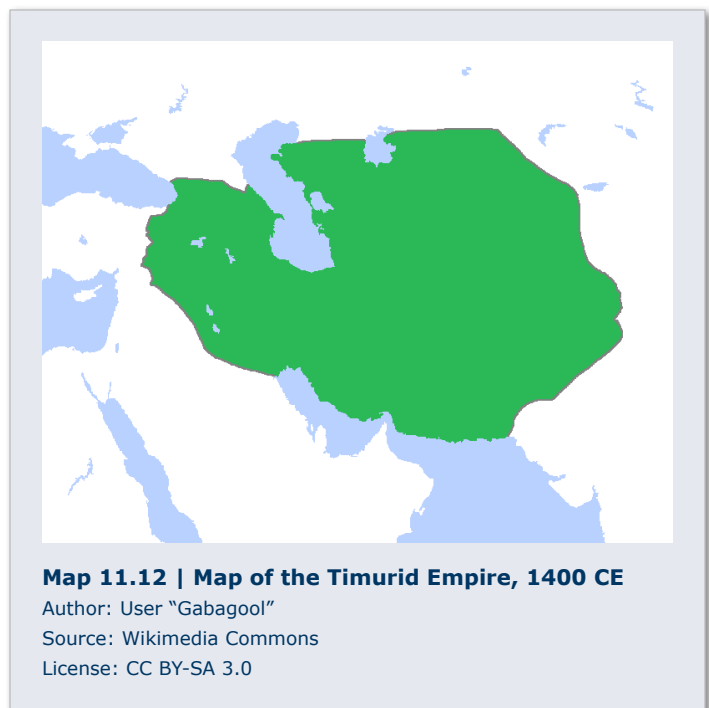 Map 11.12 | Map of the Timurid Empire, 1400 CE
Author: User “Gabagool”
Source: Wikimedia Commons
License: CC BY-SA 3.0